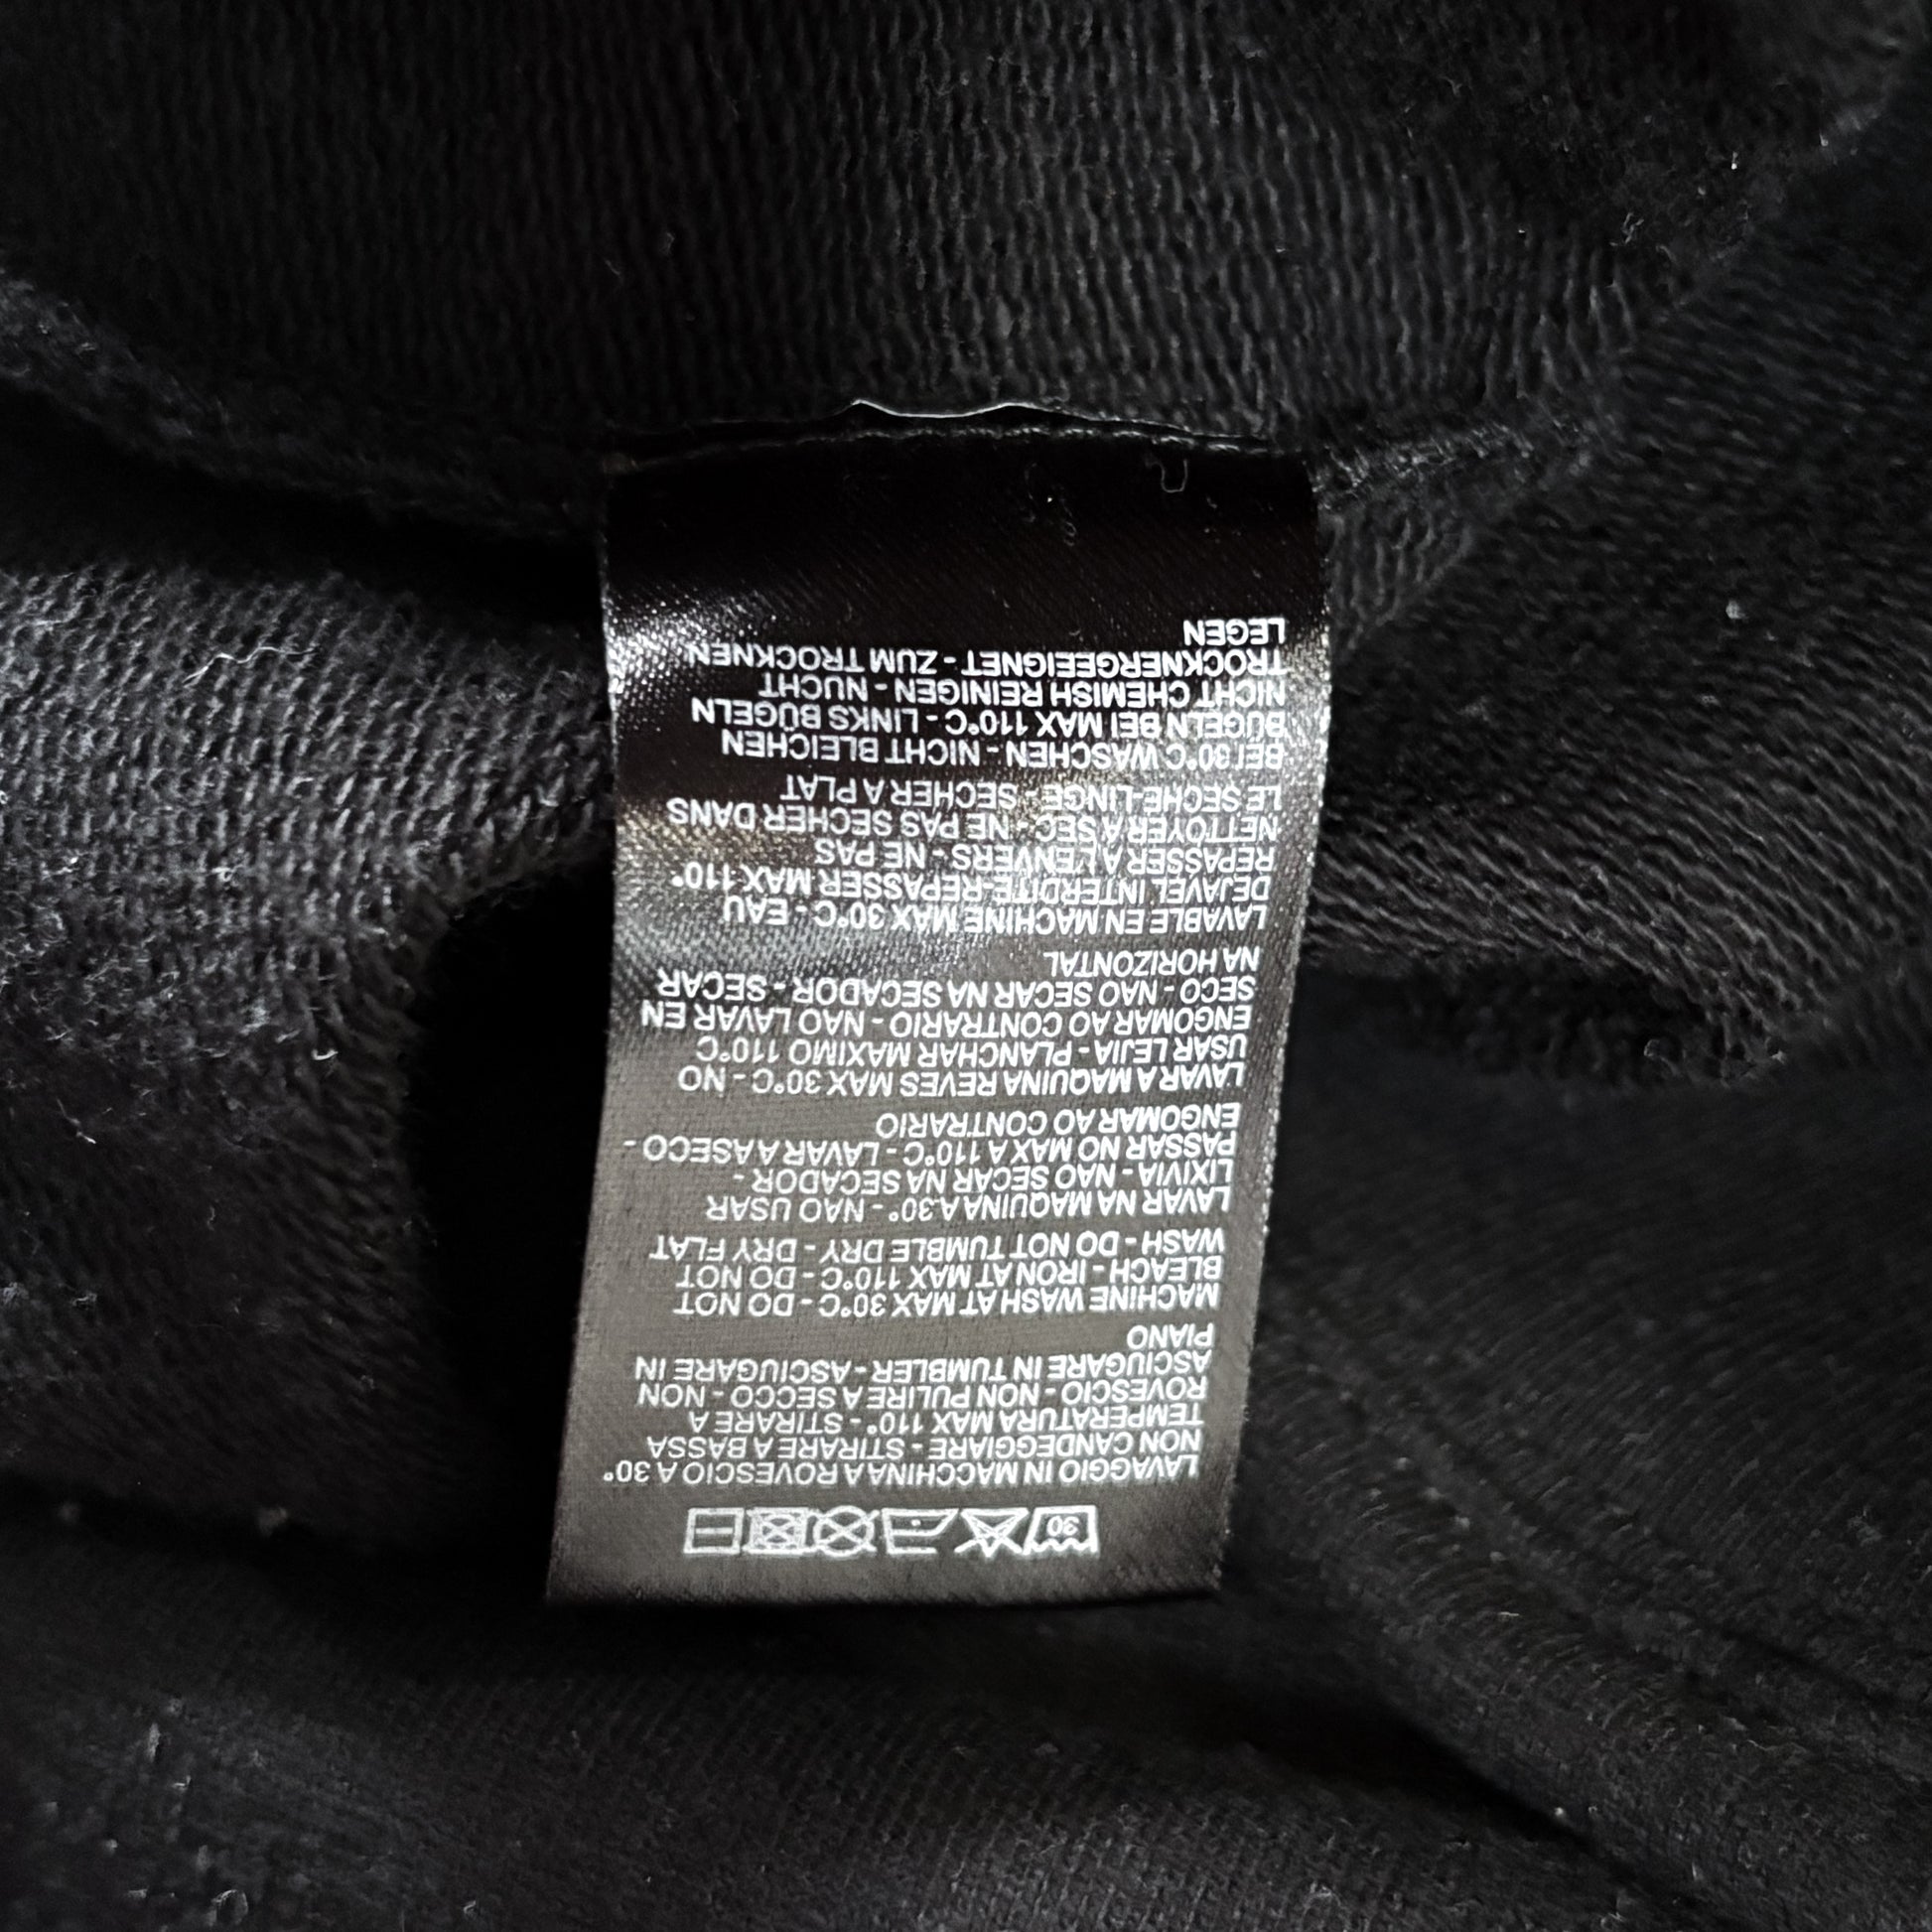 30
LAVAGGIO IN MACCHINA A ROVESCIO A 30°
NON CANDEGGIARE - STIRARE A BASSA
TEMPERATURA MAX 110° - STIRARE A
ROVESCIO - NON PULIRE A SECCO - NON
ASCIUGARE IN TUMBLER - ASCIUGARE IN
PIANO
MACHINE WASH AT MAX 30°C - DO NOT
BLEACH - IRON AT MAX 110°C - DO NOT
WASH - DO NOT TUMBLE DRY - DRY FLAT
LAVAR NA MAQUINA A 30° - NAO USAR
LIXIVIA - NAO SECAR NA SECADOR -
PASSAR NO MAX A 110°C - LAVAR A ASECO -
ENGOMAR AO CONTRARIO
LAVAR A MAQUINA REVES MAX 30°C - NO
USAR LEJIA - PLANCHAR MAXIMO 110°C
ENGOMAR AO CONTRARIO - NAO LAVAR EN
SECO - NAO SECAR NA SECADOR - SECAR
NA HORIZONTAL
LAVABLE EN MACHINE MAX 30°C - EAU
DEJAVEL INTERDITE-REPASSER MAX 110°
REPASSER A L'ENVERS - NE PAS
NETTOYER A SEC - NE PAS SECHER DANS
LE SECHE-LINGE - SECHER A PLAT
BEI 30°C WASCHEN - NICHT BLEICHEN
BÜGELN BEI MAX 110°C - LINKS BÜGELN
NICHT CHEMISH REINIGEN - NUCHT
TROCKNERGEEIGNET - ZUM TROCKNEN
LEGEN